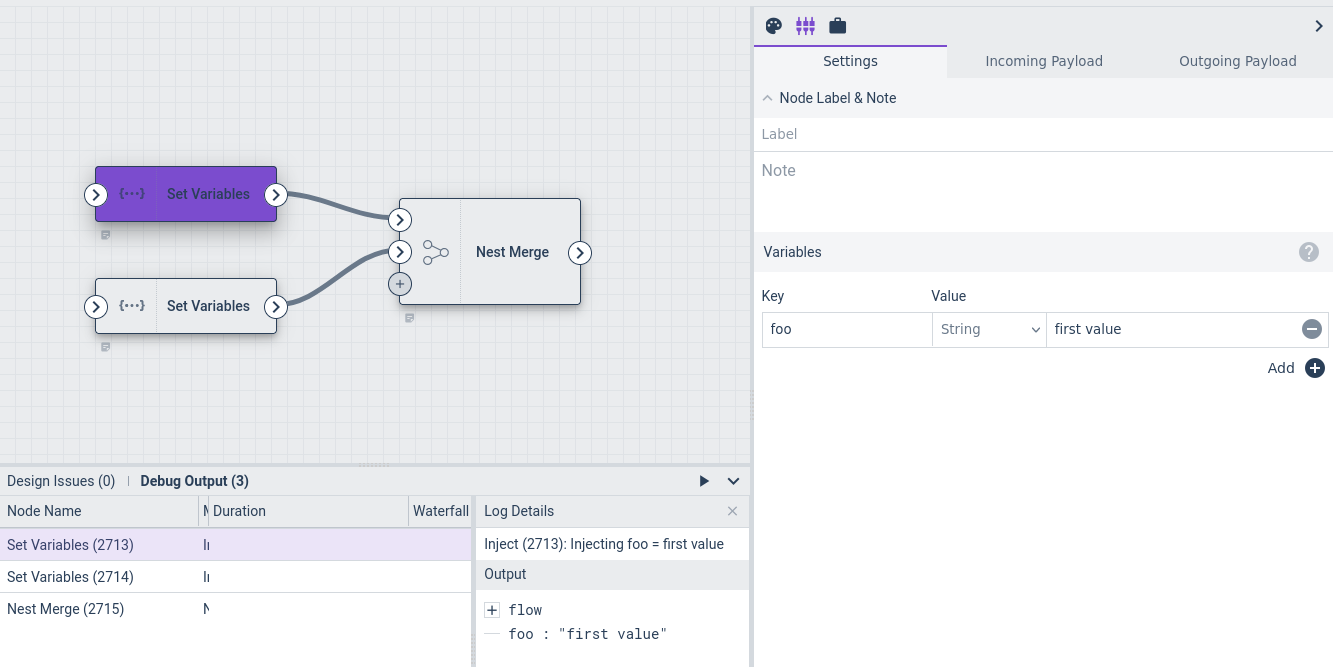 Settings
Incoming Payload
Outgoing Payload
Node Label & Note
Label
Note
Variables
?
Key
Value
foo
String
first value
Add
{···} Set Variables
{···} Set Variables
Nest Merge
Design Issues (0)
Debug Output (3)
Node Name
Duration
Waterfall
Set Variables (2713)
Set Variables (2714)
Nest Merge (2715)
Log Details
Inject (2713): Injecting foo = first value
Output
flow
foo : "first value"